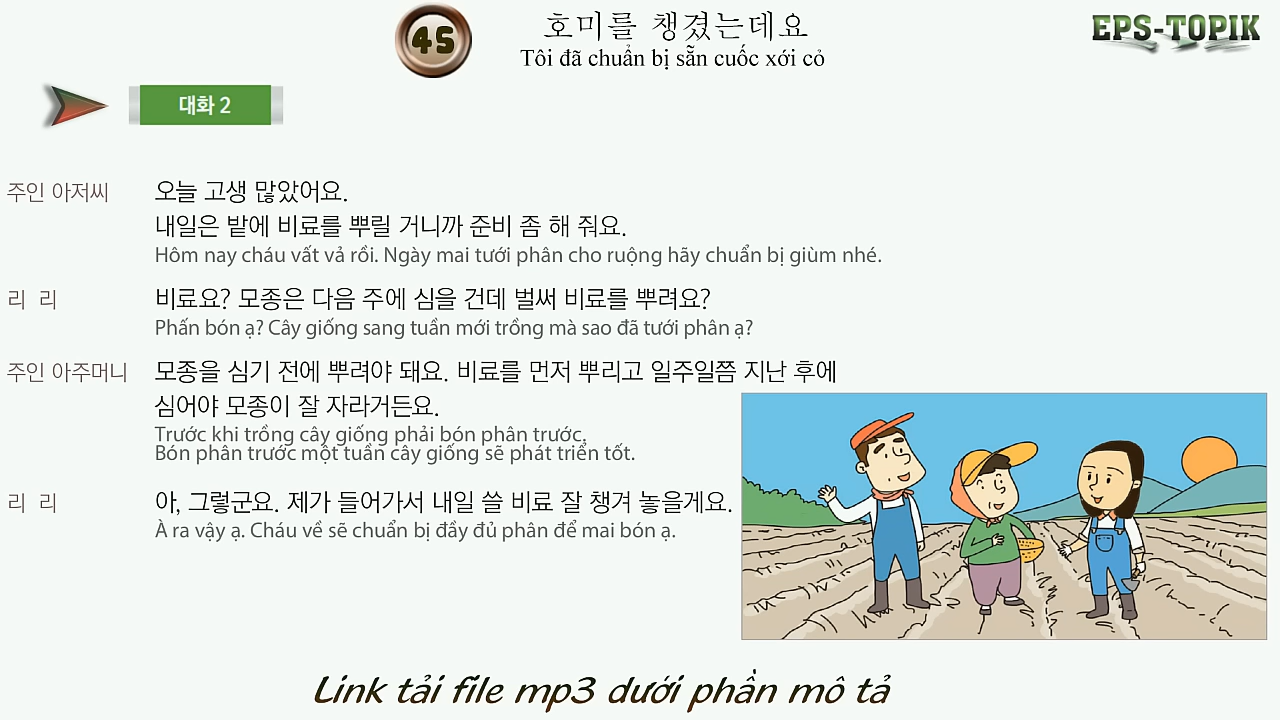 45
호미를 챙겼는데요
Tôi đã chuẩn bị sẵn cuốc xới cỏ
EPS-TOPIK
대화 2
주인 아저씨 오늘 고생 많았어요.
내일은 밭에 비료를 뿌릴 거니까 준비 좀 해 줘요.
Hôm nay cháu vất vả rồi. Ngày mai tưới phân cho ruộng hãy chuẩn bị giùm nhé.
리 리 비료요? 모종은 다음 주에 심을 건데 벌써 비료를 뿌려요?
Phấn bón ạ? Cây giống sang tuần mới trồng mà sao đã tưới phân ạ?
주인 아주머니 모종을 심기 전에 뿌려야 돼요. 비료를 먼저 뿌리고 일주일쯤 지난 후에
심어야 모종이 잘 자라거든요.
Trước khi trồng cây giống phải bón phân trước.
Bón phân trước một tuần cây giống sẽ phát triển tốt.
리 리 아, 그렇군요. 제가 들어가서 내일 쓸 비료 잘 챙겨 놓을게요.
À ra vậy ạ. Cháu về sẽ chuẩn bị đầy đủ phân để mai bón ạ.
Link tải file mp3 dưới phần mô tả